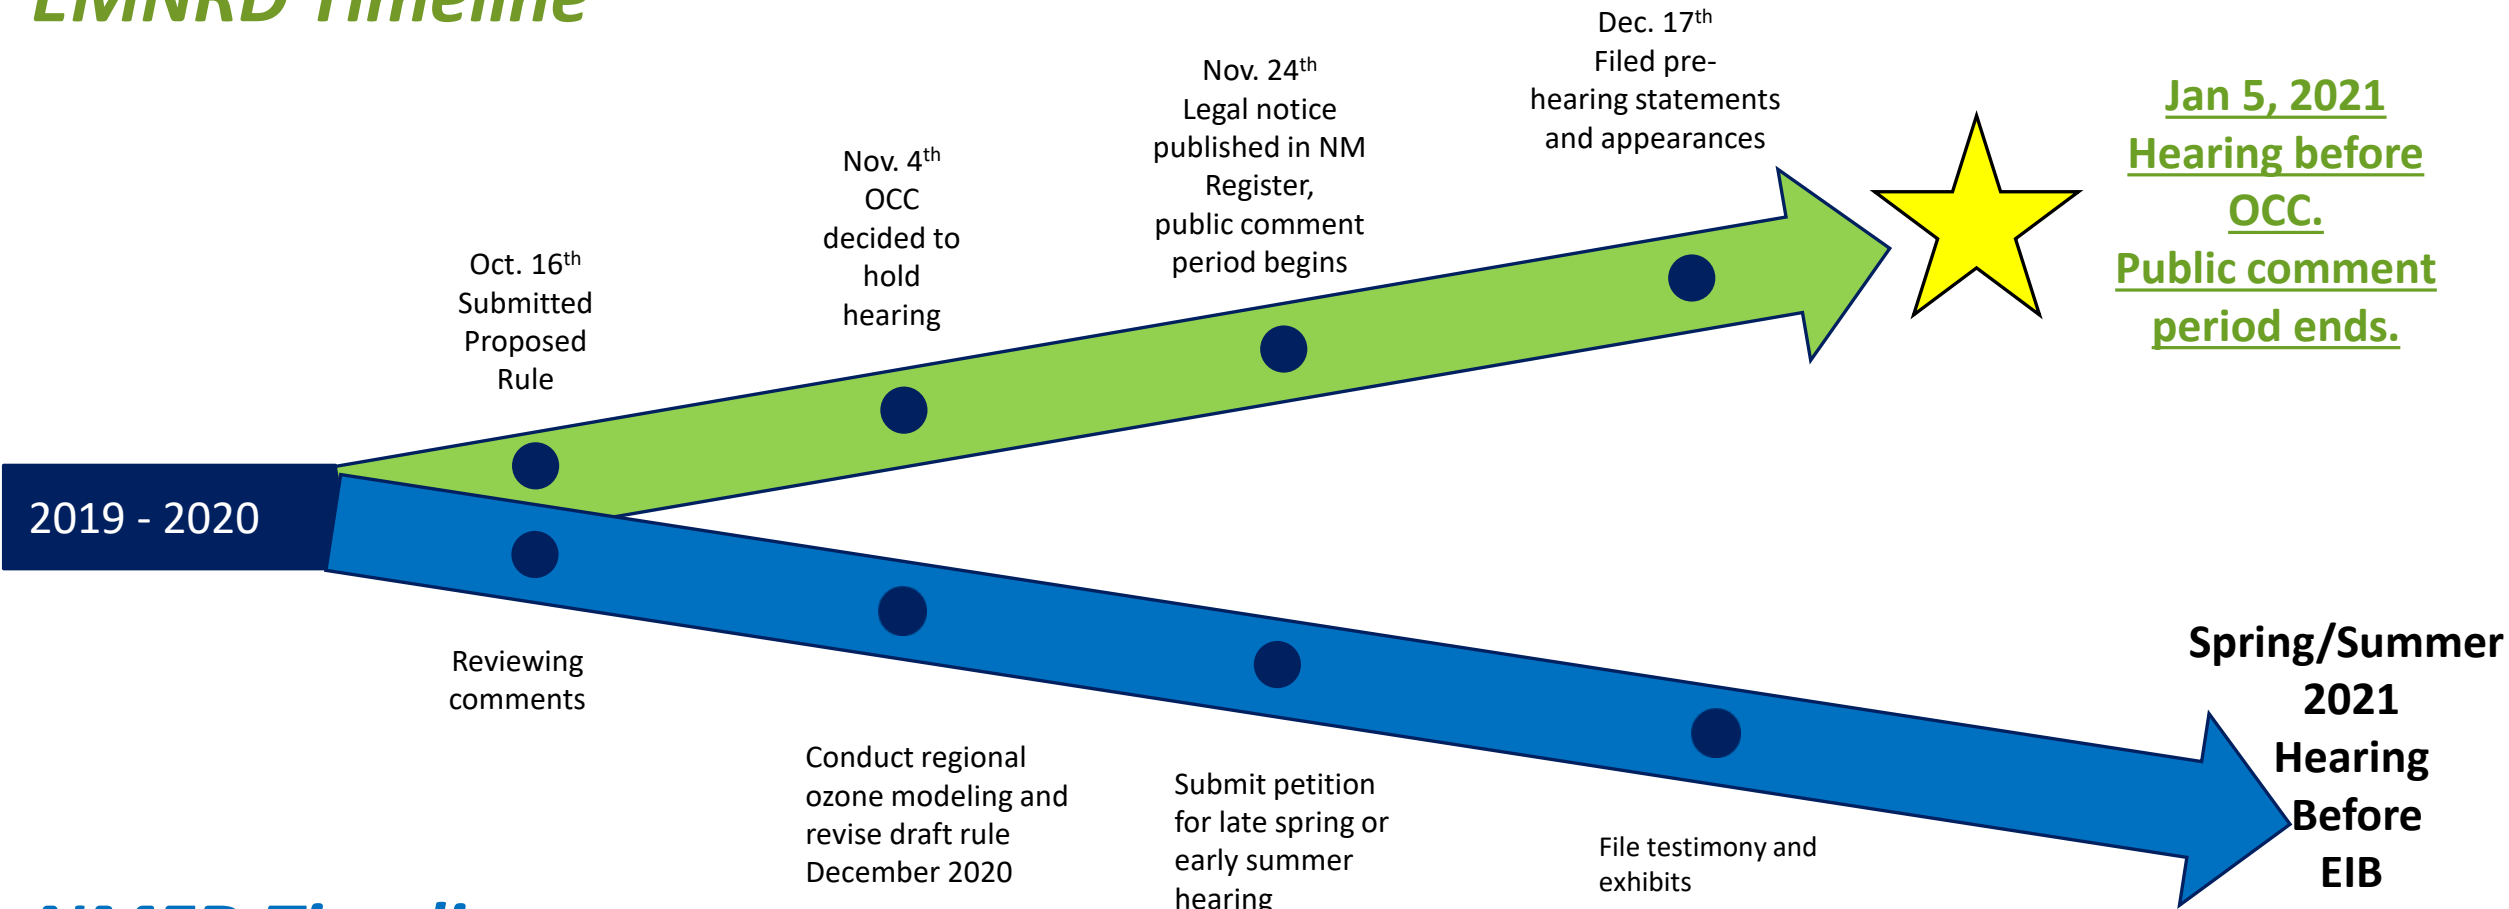 EMNRD Timeline
Dec. 17th
Filed pre-
hearing statements
and appearances
Nov. 24th
Legal notice
published in NM
Register,
public comment
period begins
Jan 5, 2021
Hearing before
OCC.
Public comment
period ends.
Nov. 4th
OCC
decided to
hold
hearing
Oct. 16th
Submitted
Proposed
Rule
2019 - 2020
Reviewing
comments
Conduct regional
ozone modeling and
revise draft rule
December 2020
Submit petition
for late spring or
early summer
hearing
File testimony and
exhibits
Spring/Summer
2021
Hearing
Before
EIB
NMED Timeline